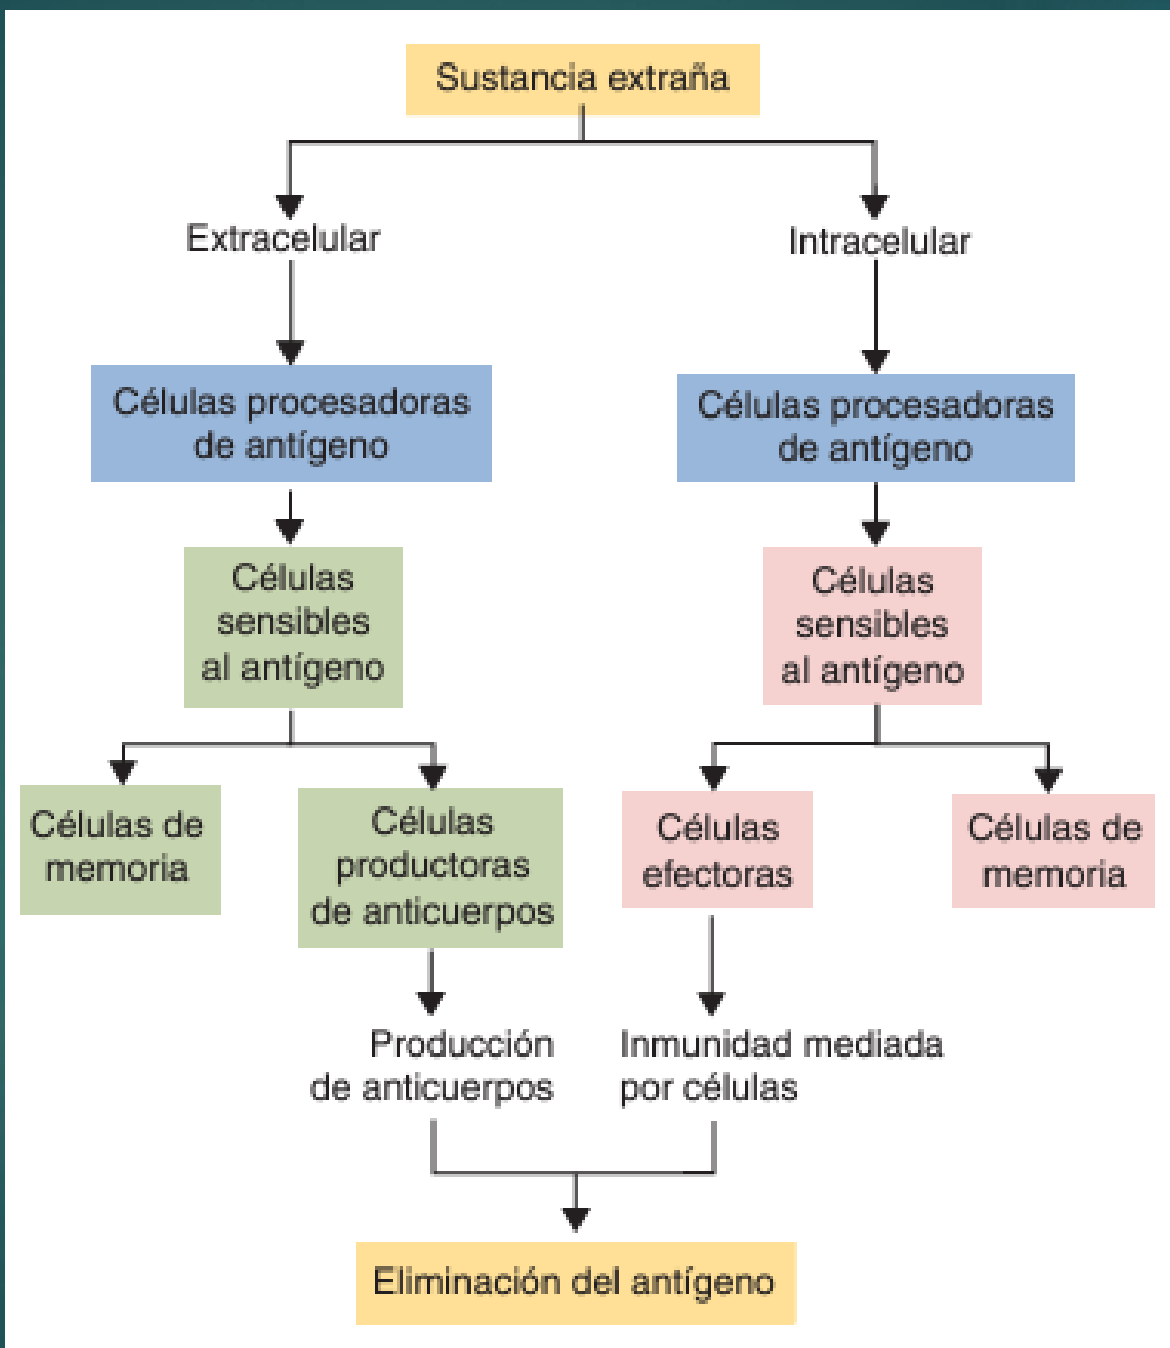 Sustancia extraña
Extracelular
Intracelular
Células procesadoras
de antígeno
Células procesadoras
de antígeno
Células
sensibles
al antígeno
Células
sensibles
al antígeno
Células de
memoria
Células
productoras
de anticuerpos
Células
efectoras
Células de
memoria
Producción
de anticuerpos
Inmunidad mediada
por células
Eliminación del antígeno